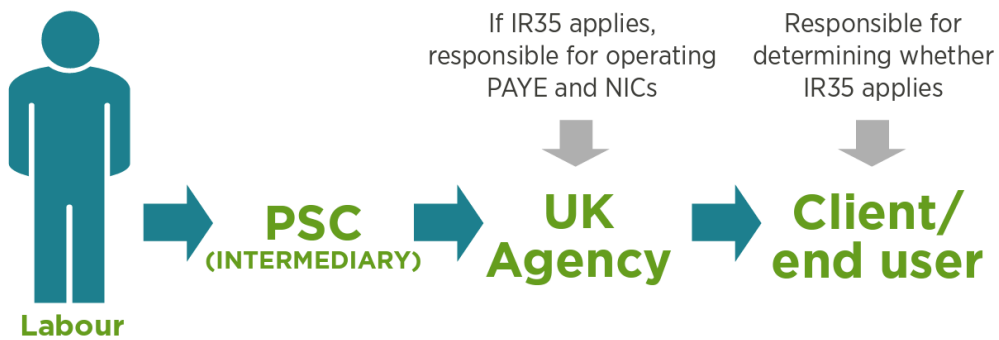 If IR35 applies,
responsible for operating
PAYE and NICs
Responsible for
determining whether
IR35 applies
Labour
PSC
(INTERMEDIARY)
UK
Agency
Client/
end user